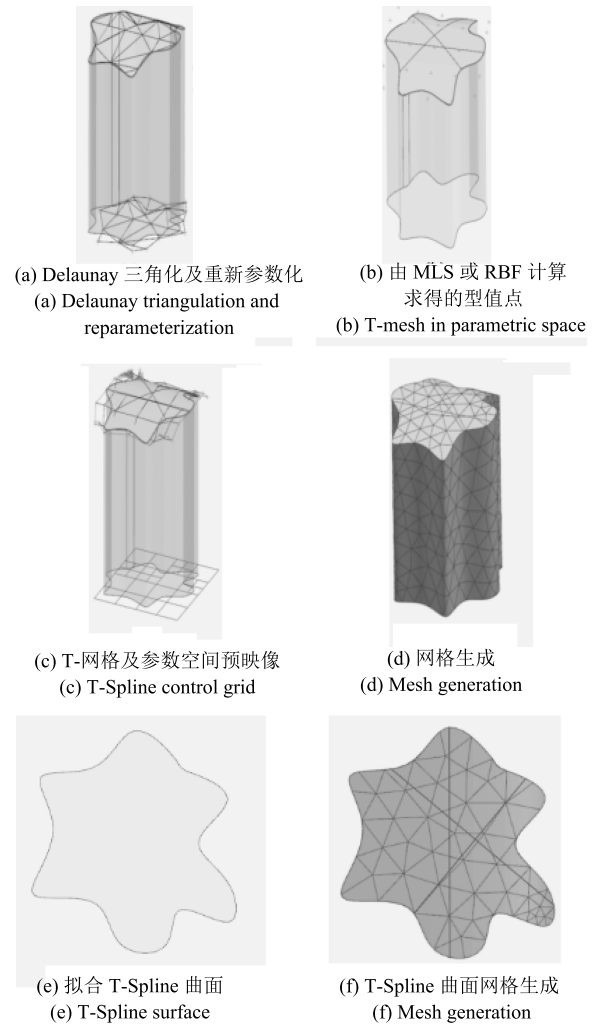 (a) Delaunay 三角化及重新参数化
(a) Delaunay triangulation and
reparameterization
(b) 由 MLS 或 RBF 计算
求得的型值点
(b) T-mesh in parametric space
(c) T-网格及参数空间预映像
(c) T-Spline control grid
(d) 网格生成
(d) Mesh generation
(e) 拟合 T-Spline 曲面
(e) T-Spline surface
(f) T-Spline 曲面网格生成
(f) Mesh generation